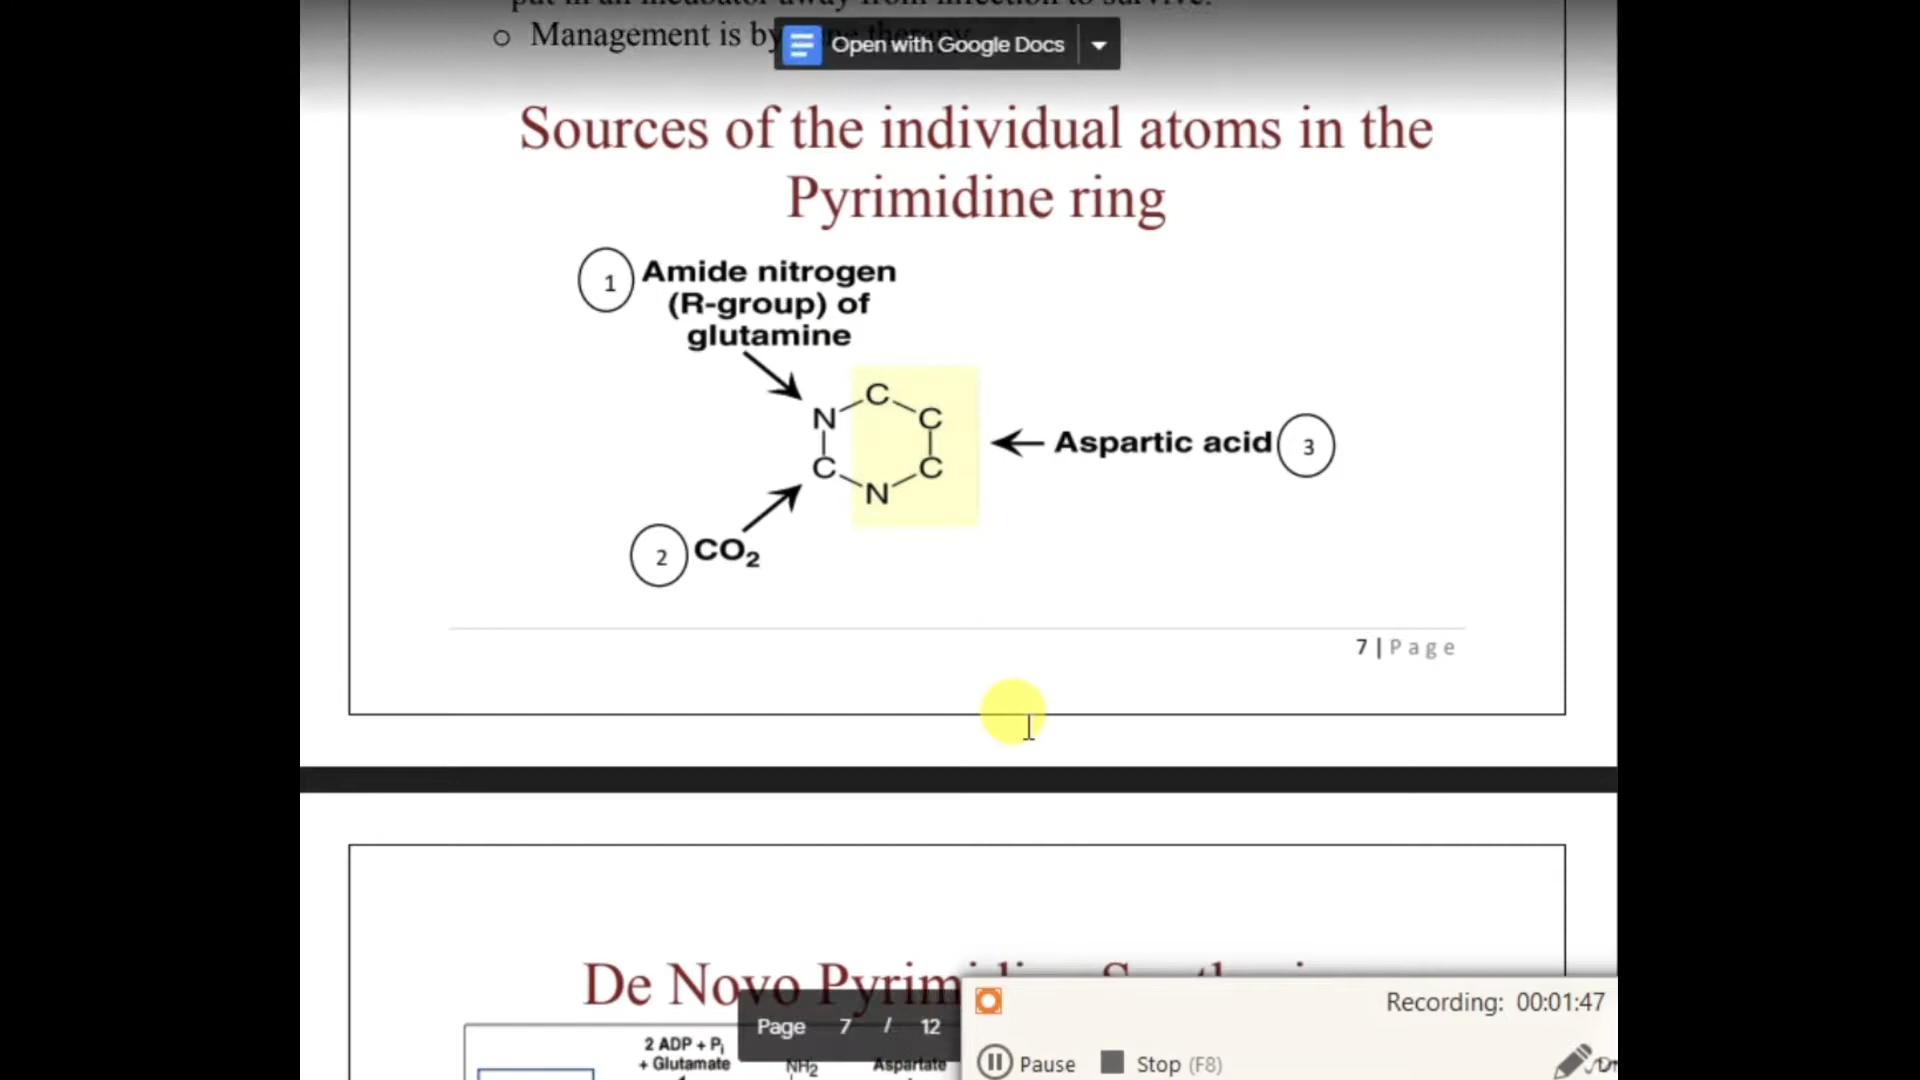 Management is by
Open with Google Docs
Sources of the individual atoms in the
Pyrimidine ring
1
Amide nitrogen
(R-group) of
glutamine
C
N
C
Aspartic acid
3
C
C
N
2
CO₂
7 | Page
De Novo
Page 7 / 12
Recording: 00:01:47
2 ADP + Pi
+ Glutamate
NH₂
Aspartate
Pause
Stop (F8)